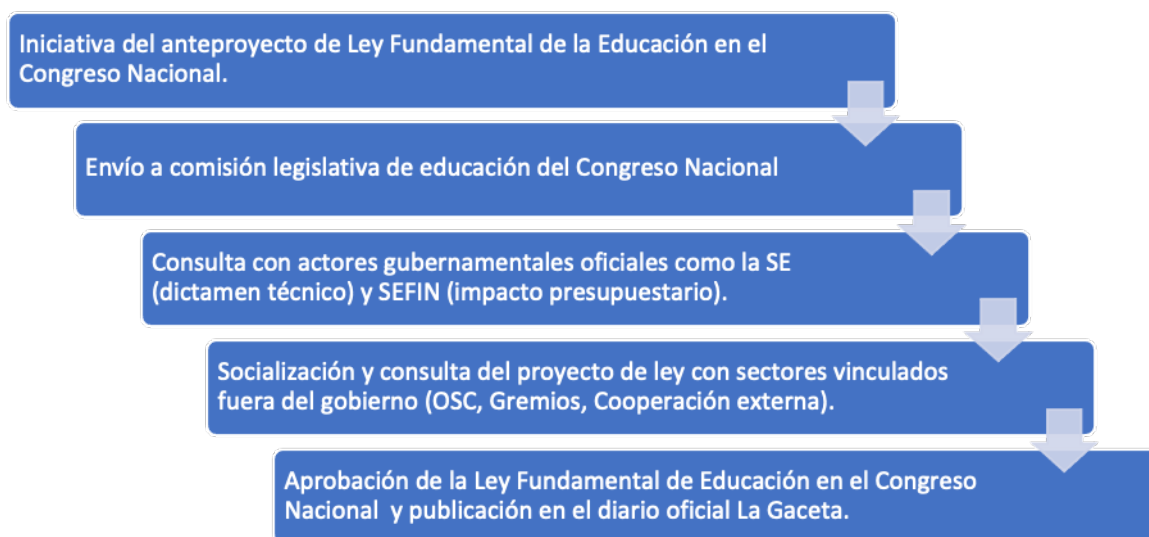 Iniciativa del anteproyecto de Ley Fundamental de la Educación en el
Congreso Nacional.
Envío a comisión legislativa de educación del Congreso Nacional
Consulta con actores gubernamentales oficiales como la SE
(dictamen técnico) y SEFIN (impacto presupuestario).
Socialización y consulta del proyecto de ley con sectores vinculados
fuera del gobierno (OSC, Gremios, Cooperación externa).
Aprobación de la Ley Fundamental de Educación en el Congreso
Nacional y publicación en el diario oficial La Gaceta.